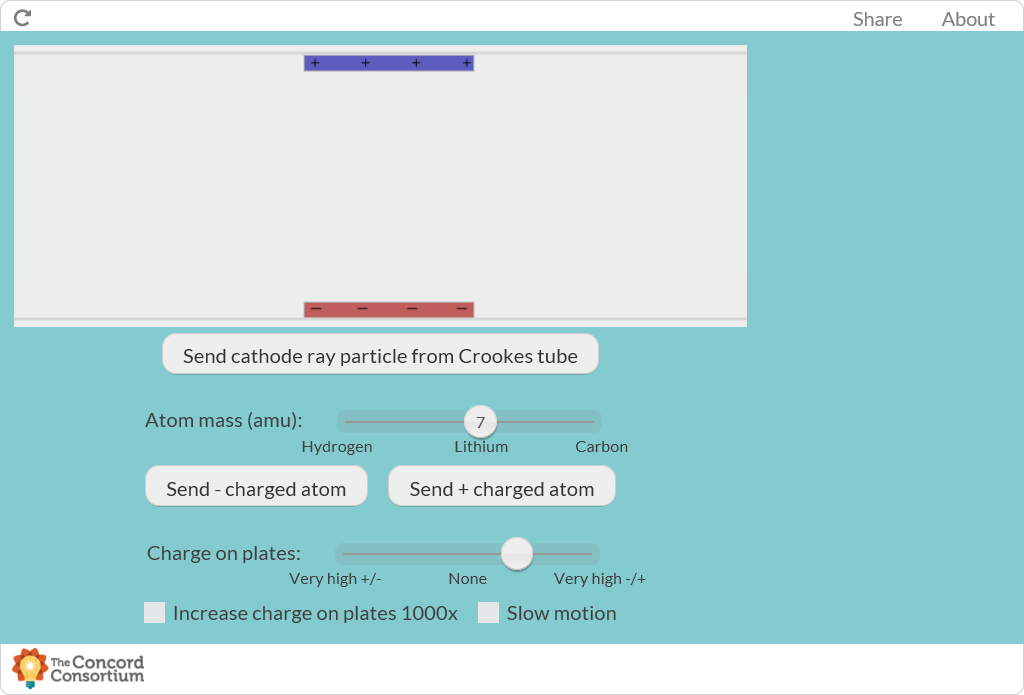 Share About
+ + + +
− − − −
Send cathode ray particle from Crookes tube
Atom mass (amu): 7
Hydrogen Lithium Carbon
Send - charged atom Send + charged atom
Charge on plates:
Very high +/- None Very high -/+
Increase charge on plates 1000x Slow motion
The Concord
Consortium